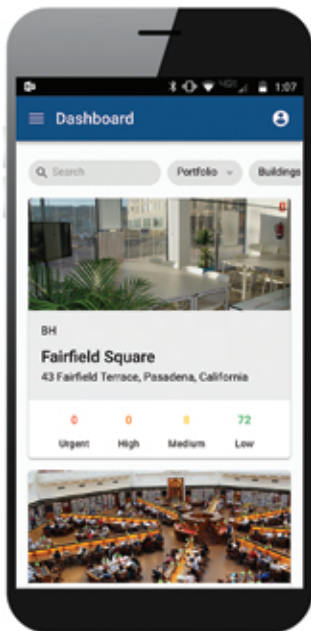 1:07
Dashboard
Search
Portfolio
Buildings
BH
Fairfield Square
43 Fairfield Terrace, Pasadena, California
0 0 8 72
Urgent High Medium Low